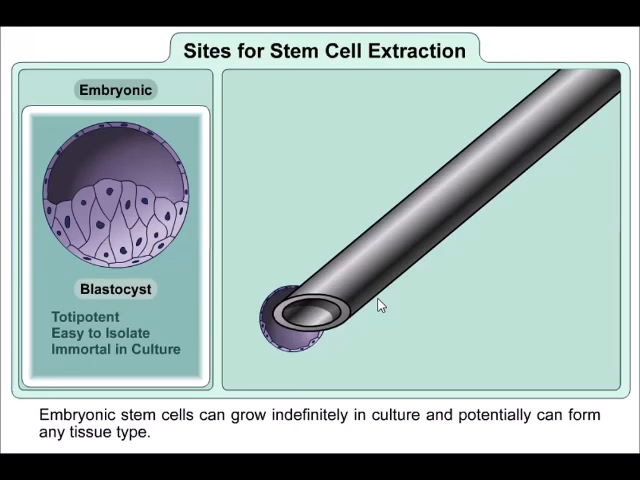 Sites for Stem Cell Extraction
Embryonic
Blastocyst
Totipotent
Easy to Isolate
Immortal in Culture
Embryonic stem cells can grow indefinitely in culture and potentially can form
any tissue type.